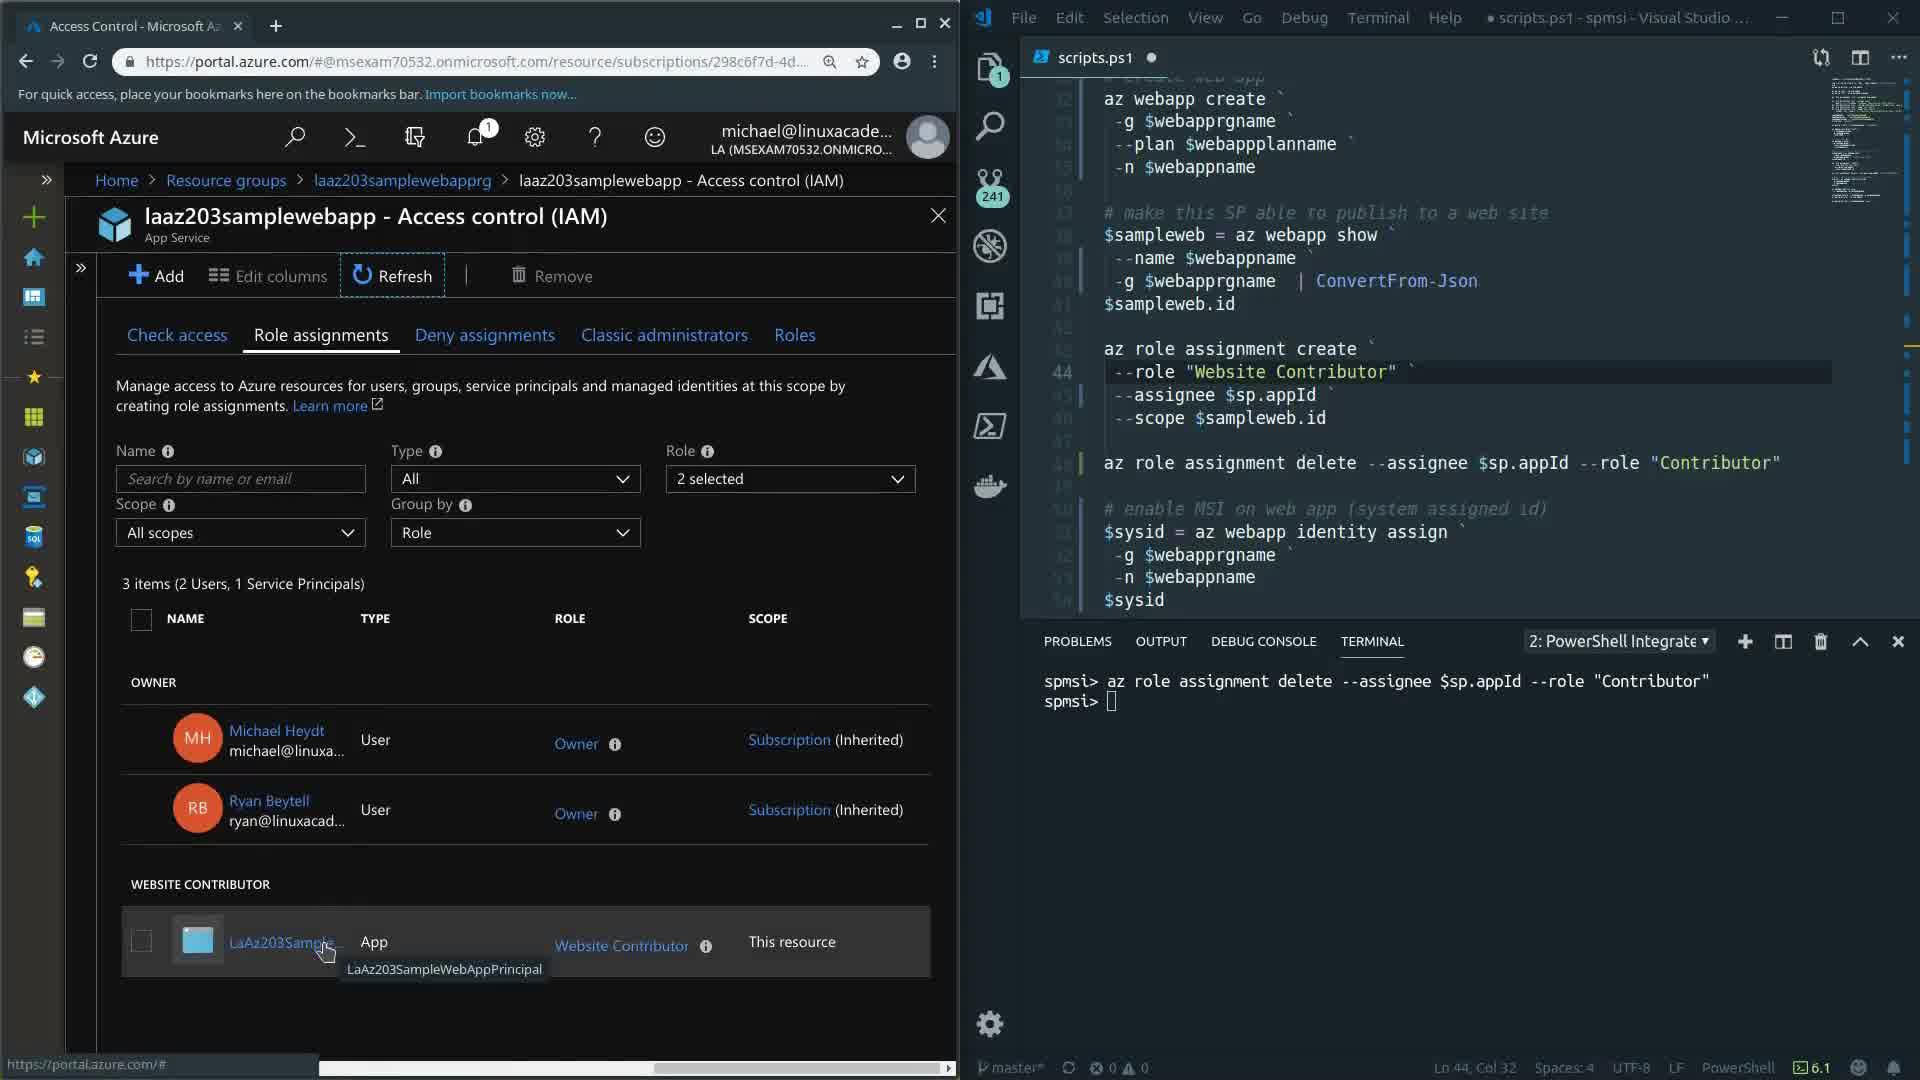 Access Control - Microsoft Az
https://portal.azure.com/#@msexam70532.onmicrosoft.com/resource/subscriptions/298c6f7d-4d...
For quick access, place your bookmarks here on the bookmarks bar. Import bookmarks now...
Microsoft Azure
1
michael@linuxacade...
LA (MSEXAM70532.ONMICRO...
Home > Resource groups > laaz203samplewebapprg > laaz203samplewebapp - Access control (IAM)
laaz203samplewebapp - Access control (IAM)
App Service
Add
Edit columns
Refresh
Remove
Check access
Role assignments
Deny assignments
Classic administrators
Roles
Manage access to Azure resources for users, groups, service principals and managed identities at this scope by
creating role assignments. Learn more
Name
Type
Role
Search by name or email
All
2 selected
Scope
Group by
All scopes
Role
3 items (2 Users, 1 Service Principals)
NAME TYPE ROLE SCOPE
OWNER
MH
Michael Heydt
michael@linuxa...
User
Owner
Subscription (Inherited)
RB
Ryan Beytell
ryan@linuxacad...
User
Owner
Subscription (Inherited)
WEBSITE CONTRIBUTOR
LaAz203Sample...
App
Website Contributor
This resource
LaAz203SampleWebAppPrincipal
https://portal.azure.com/#
File Edit Selection View Go Debug Terminal Help
● scripts.ps1 - spmsi - Visual Studio ...
scripts.ps1 ●
1
241
SQL
# create web app
az webapp create `
-g $webapprgname `
--plan $webappplanname `
-n $webappname
# make this SP able to publish to a web site
$sampleweb = az webapp show `
--name $webappname `
-g $webapprgname | ConvertFrom-Json
$sampleweb.id
az role assignment create `
44 --role "Website Contributor" `
--assignee $sp.appId `
--scope $sampleweb.id
az role assignment delete --assignee $sp.appId --role "Contributor"
# enable MSI on web app (system assigned id)
$sysid = az webapp identity assign `
-g $webapprgname `
-n $webappname
$sysid
PROBLEMS OUTPUT DEBUG CONSOLE TERMINAL
2: PowerShell Integrate
spmsi> az role assignment delete --assignee $sp.appId --role "Contributor"
spmsi>
master*
0 0
Ln 44, Col 32 Spaces: 4 UTF-8 LF PowerShell 6.1